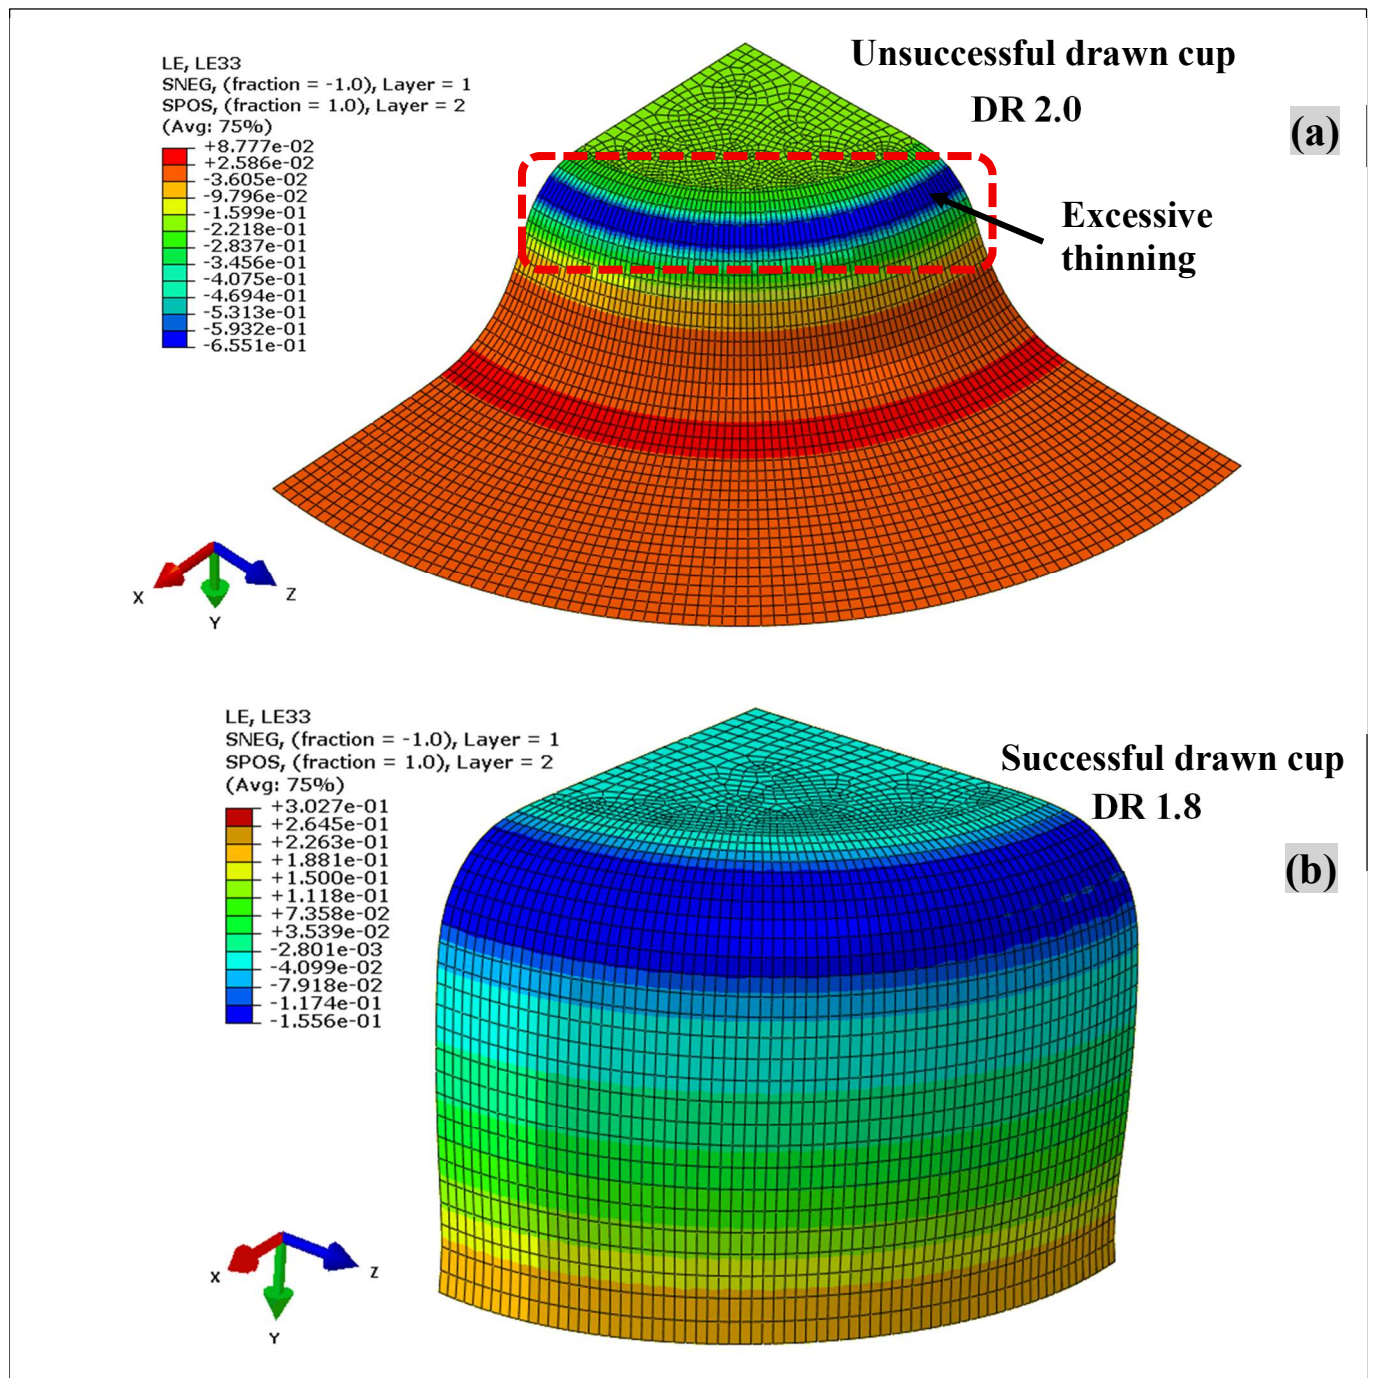 LE, LE33
SNEG, (fraction = -1.0), Layer = 1
SPOS, (fraction = 1.0), Layer = 2
(Avg: 75%)
+8.777e-02
+2.586e-02
-3.605e-02
-9.796e-02
-1.599e-01
-2.218e-01
-2.837e-01
-3.456e-01
-4.075e-01
-4.694e-01
-5.313e-01
-5.932e-01
-6.551e-01
Unsuccessful drawn cup
DR 2.0
(a)
Excessive
thinning
X
Y
Z
LE, LE33
SNEG, (fraction = -1.0), Layer = 1
SPOS, (fraction = 1.0), Layer = 2
(Avg: 75%)
+3.027e-01
+2.645e-01
+2.263e-01
+1.881e-01
+1.500e-01
+1.118e-01
+7.358e-02
+3.539e-02
-2.801e-03
-4.099e-02
-7.918e-02
-1.174e-01
-1.556e-01
Successful drawn cup
DR 1.8
(b)
X
Y
Z